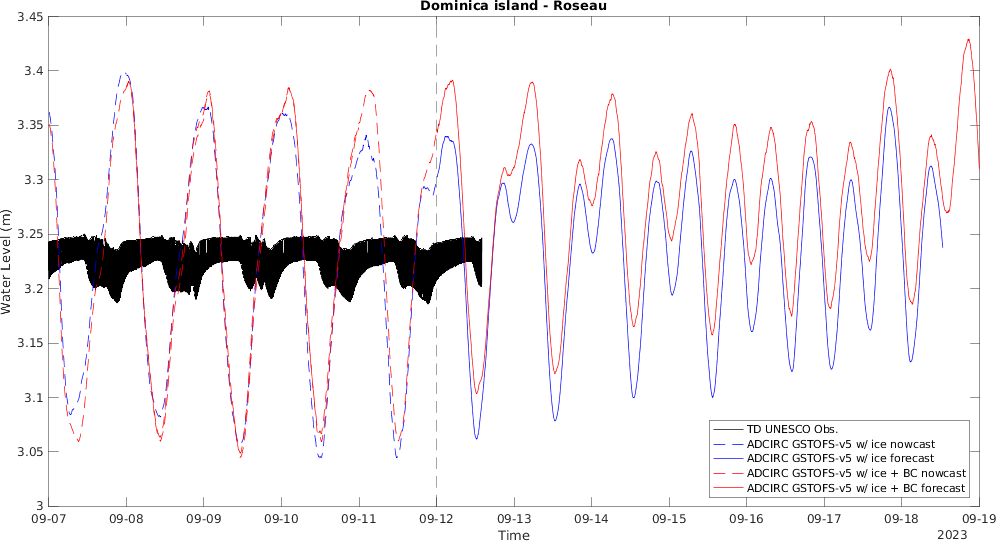 Dominica island - Roseau
3.45
3.4
3.35
3.3
3.25
3.2
3.15
3.1
3.05
3
Water Level (m)
TD UNESCO Obs.
ADCIRC GSTOFS-v5 w/ ice nowcast
ADCIRC GSTOFS-v5 w/ ice forecast
ADCIRC GSTOFS-v5 w/ ice + BC nowcast
ADCIRC GSTOFS-v5 w/ ice + BC forecast
09-07 09-08 09-09 09-10 09-11 09-12 09-13 09-14 09-15 09-16 09-17 09-18 09-19
Time
2023